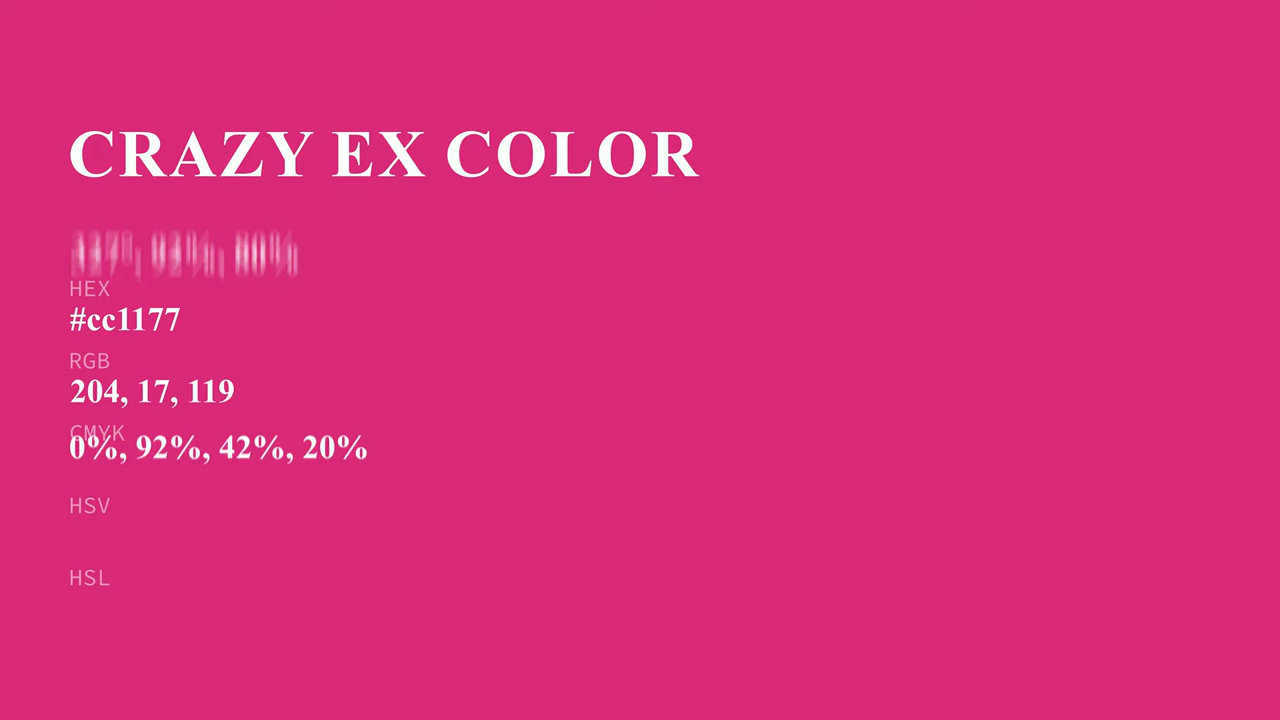 CRAZY EX COLOR
HEX
#cc1177
RGB
204, 17, 119
CMYK
0%, 92%, 42%, 20%
HSV
HSL